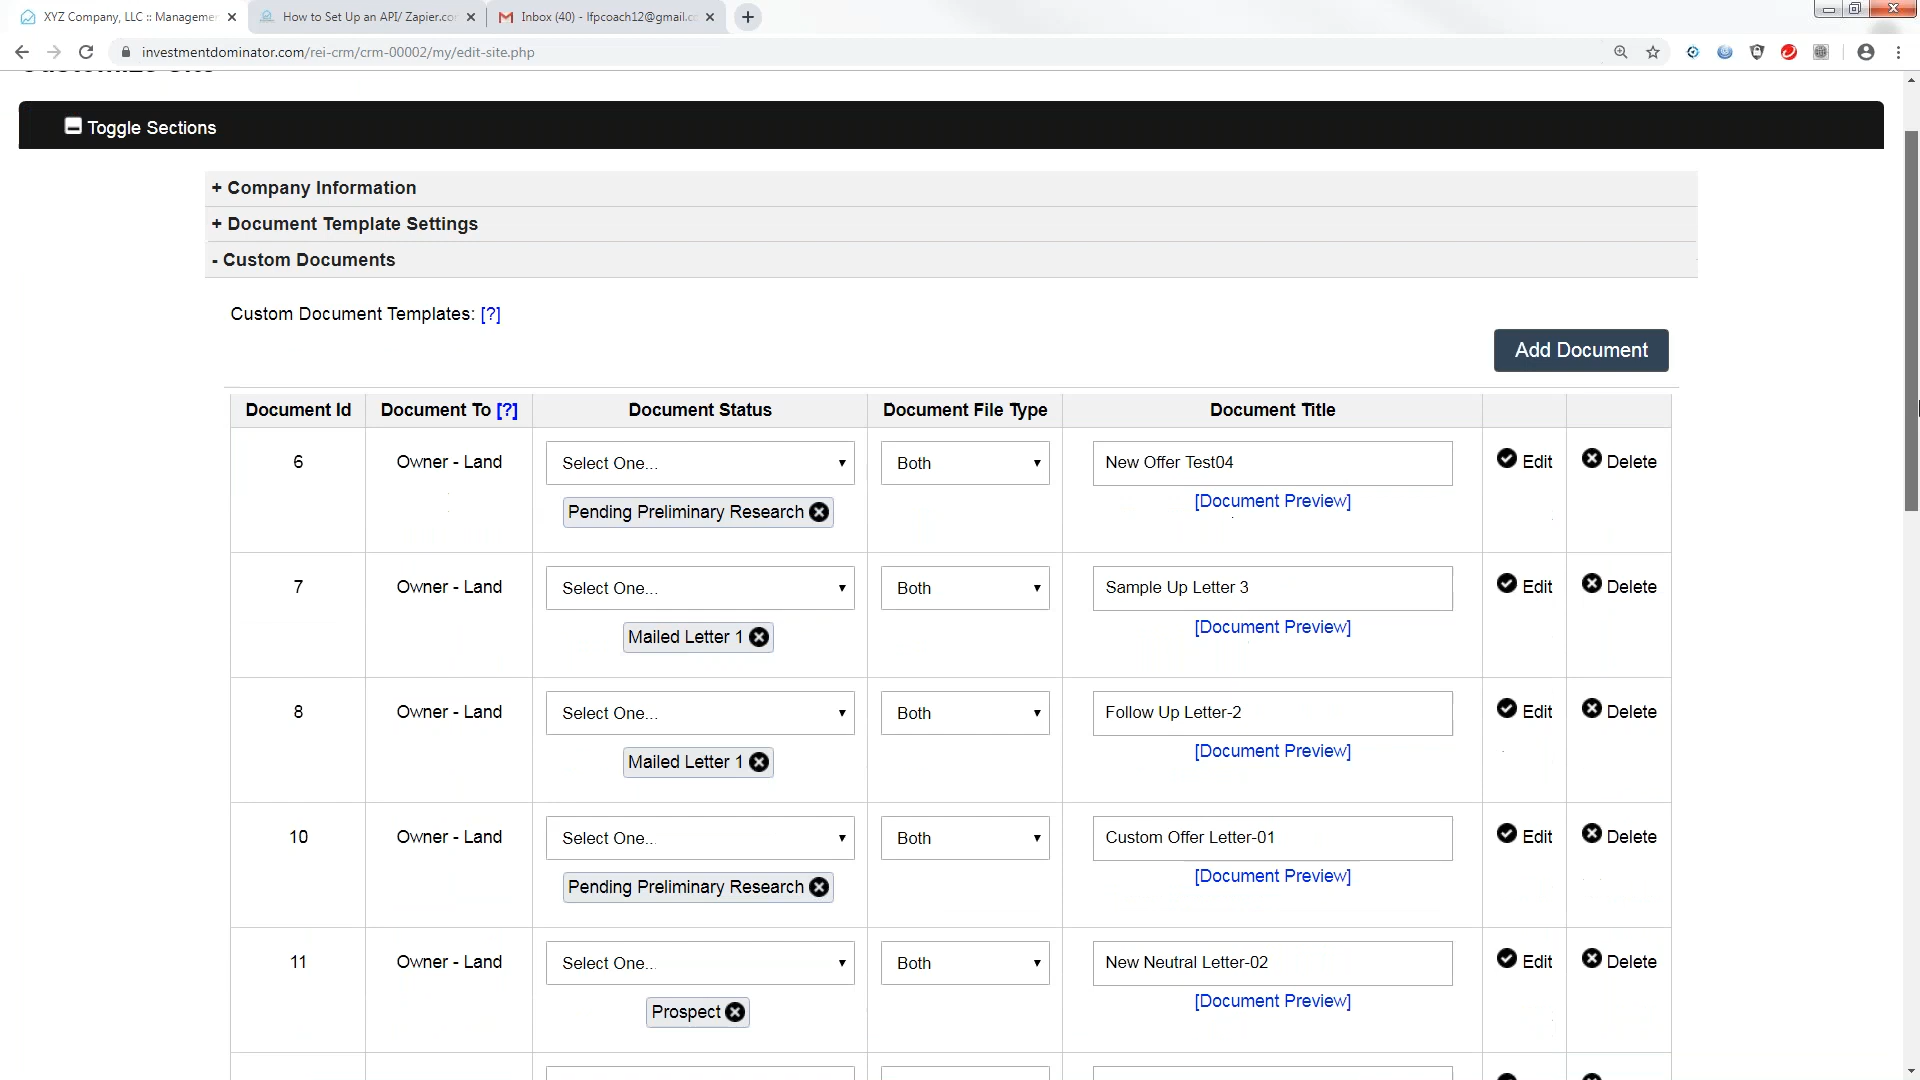 XYZ Company, LLC :: Managemer
How to Set Up an API/ Zapier.co
Inbox (40) - lfpcoach12@gmail.c
investmentdominator.com/rei-crm/crm-00002/my/edit-site.php
Toggle Sections
+ Company Information
+ Document Template Settings
- Custom Documents
Custom Document Templates: [?]
Add Document
Document Id Document To [?] Document Status Document File Type Document Title
6 Owner - Land Select One... Both New Offer Test04 Edit Delete
[Document Preview]
Pending Preliminary Research
7 Owner - Land Select One... Both Sample Up Letter 3 Edit Delete
[Document Preview]
Mailed Letter 1
8 Owner - Land Select One... Both Follow Up Letter-2 Edit Delete
[Document Preview]
Mailed Letter 1
10 Owner - Land Select One... Both Custom Offer Letter-01 Edit Delete
[Document Preview]
Pending Preliminary Research
11 Owner - Land Select One... Both New Neutral Letter-02 Edit Delete
[Document Preview]
Prospect